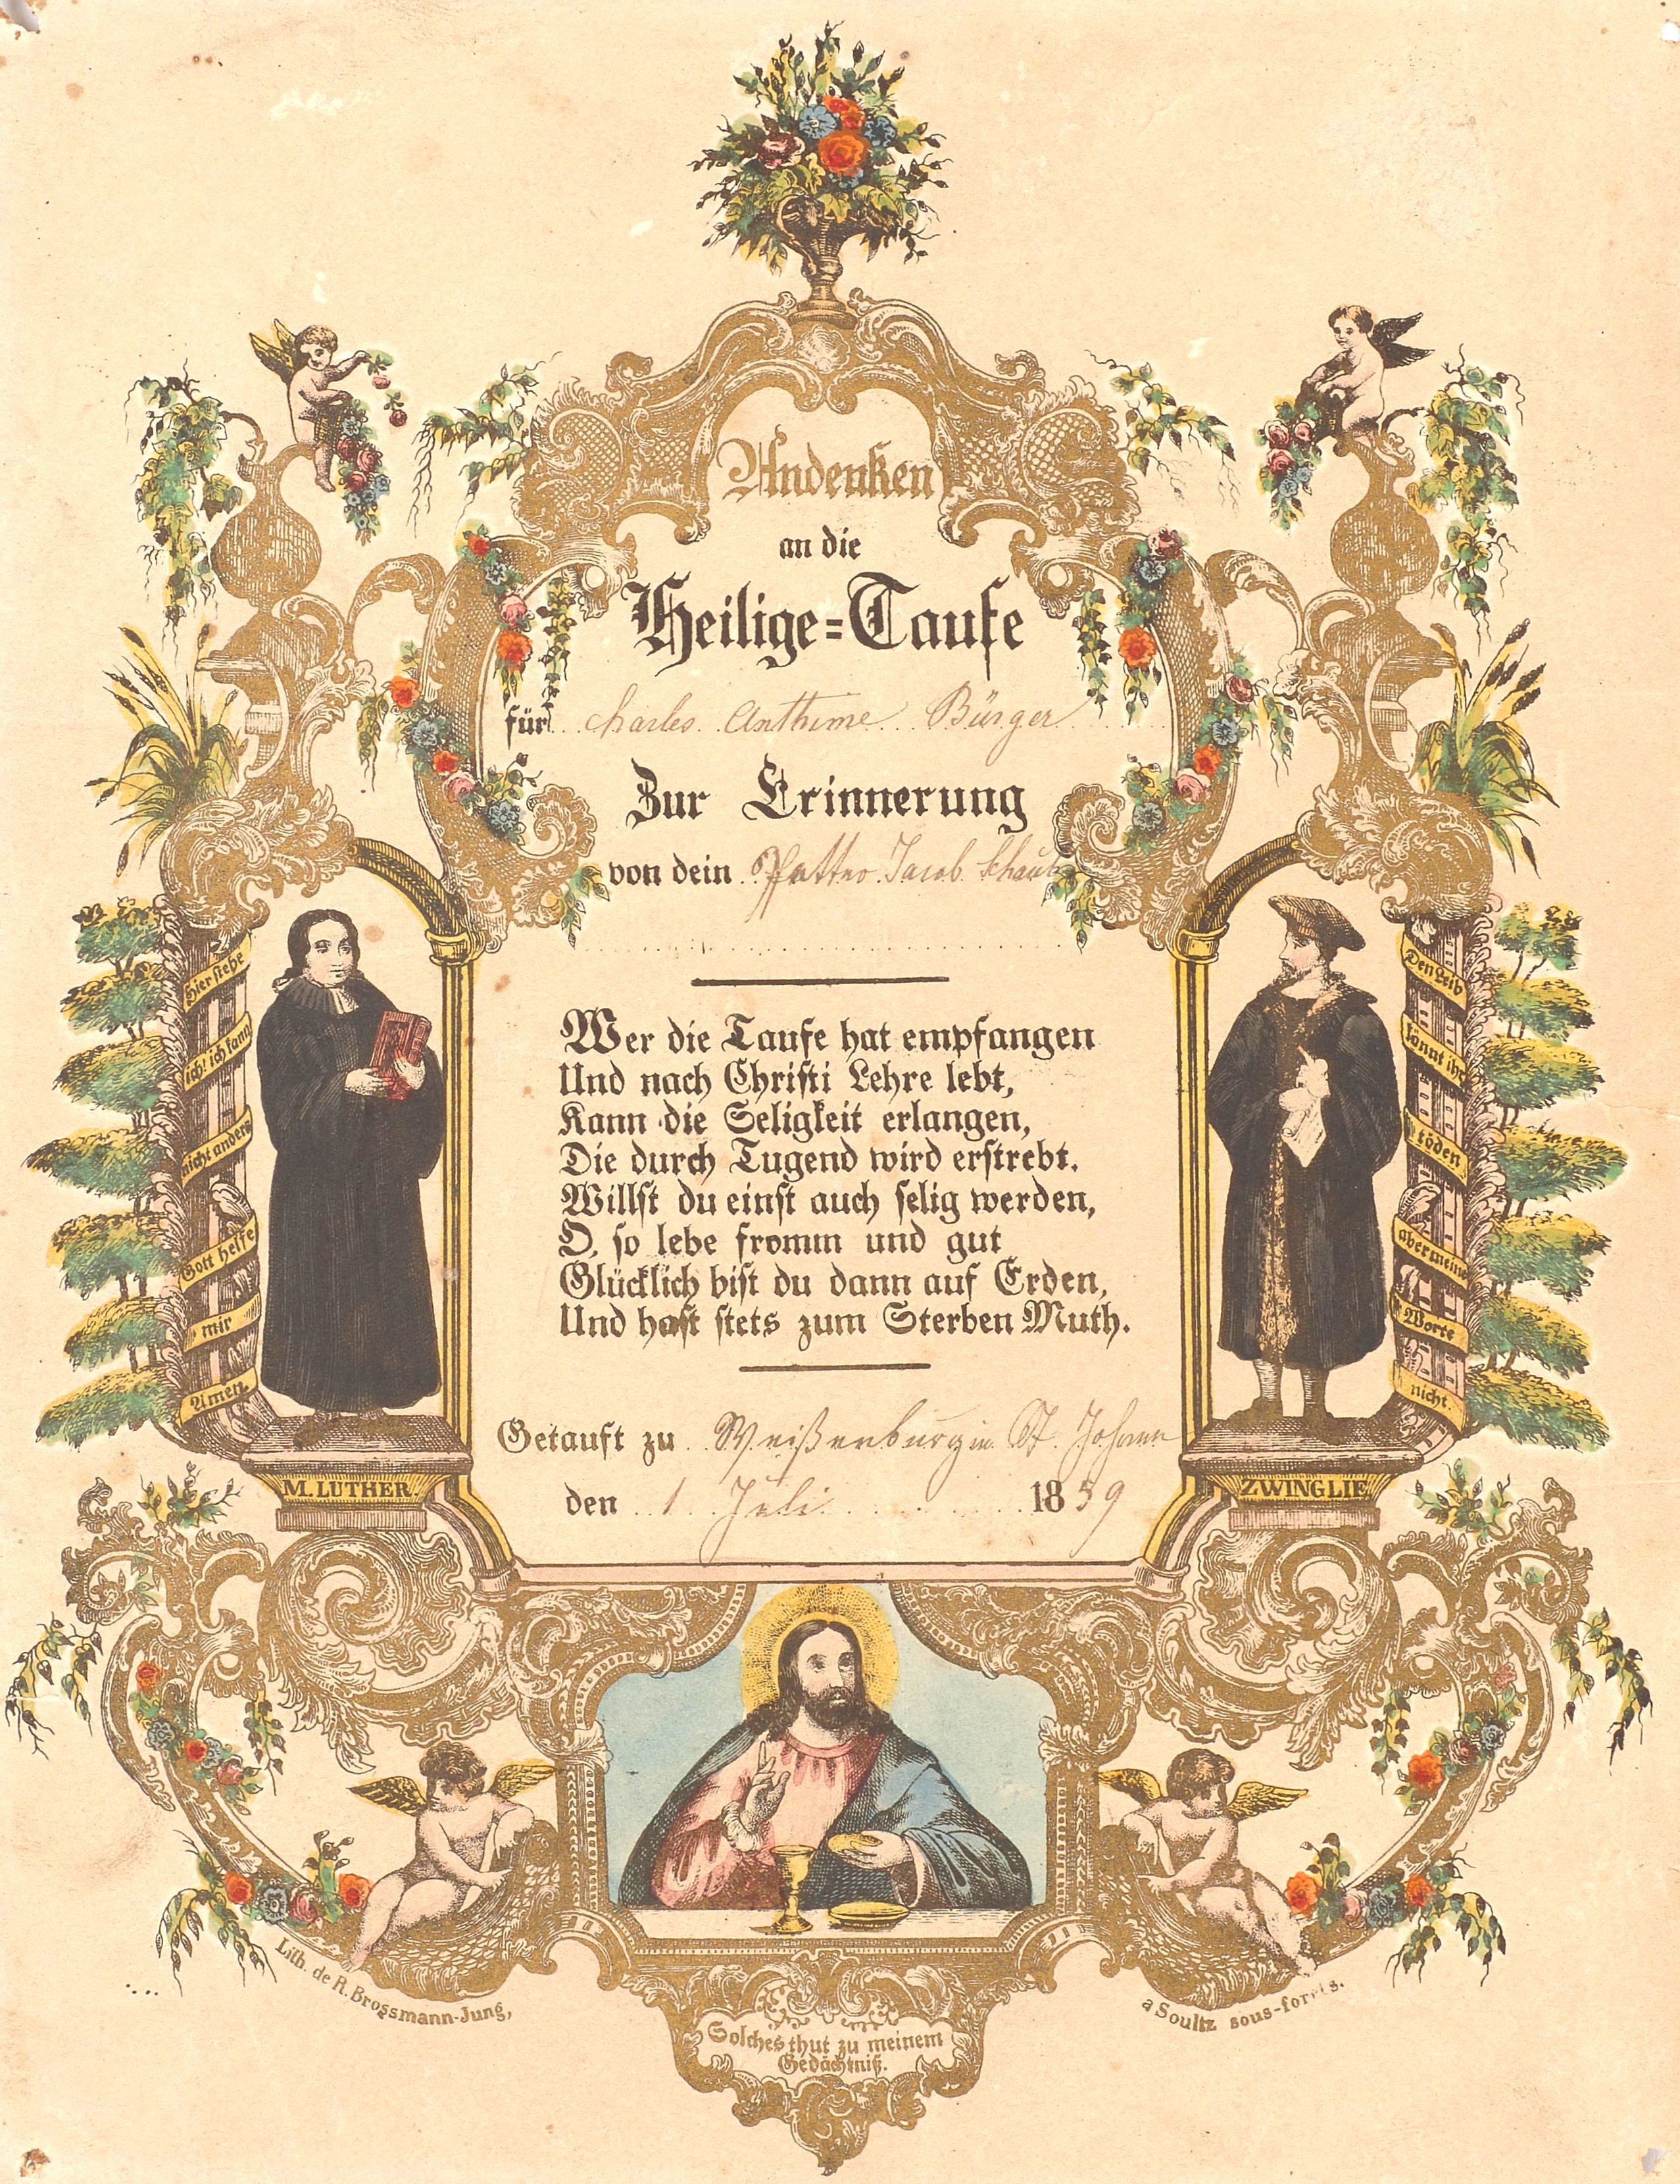 Andenken
an die
Heilige=Taufe
für Charles Anthime Bürger
Zur Erinnerung
von dein Jacob Schaub
Wer die Taufe hat empfangen
Und nach Christi Lehre lebt,
Kann die Seligkeit erlangen,
Die durch Tugend wird erstrebt.
Willst du einst auch selig werden,
O, so lebe fromm und gut
Glücklich bist du dann auf Erden,
Und hast stets zum Sterben Muth.
Getauft zu Weißenburg in St Johann
den 1 Juli 1859
Hier stehe
ich! ich kann
nicht anders
Gott helfe
mir
Amen
M. LUTHER.
Den Leib
könnt ihr
töden
aber meine
Worte
nicht.
ZWINGLIE
Lith. de R. Brossmann-Jung,
a Soultz sous-forets.
Solches thut zu meinem
Gedächtniß.